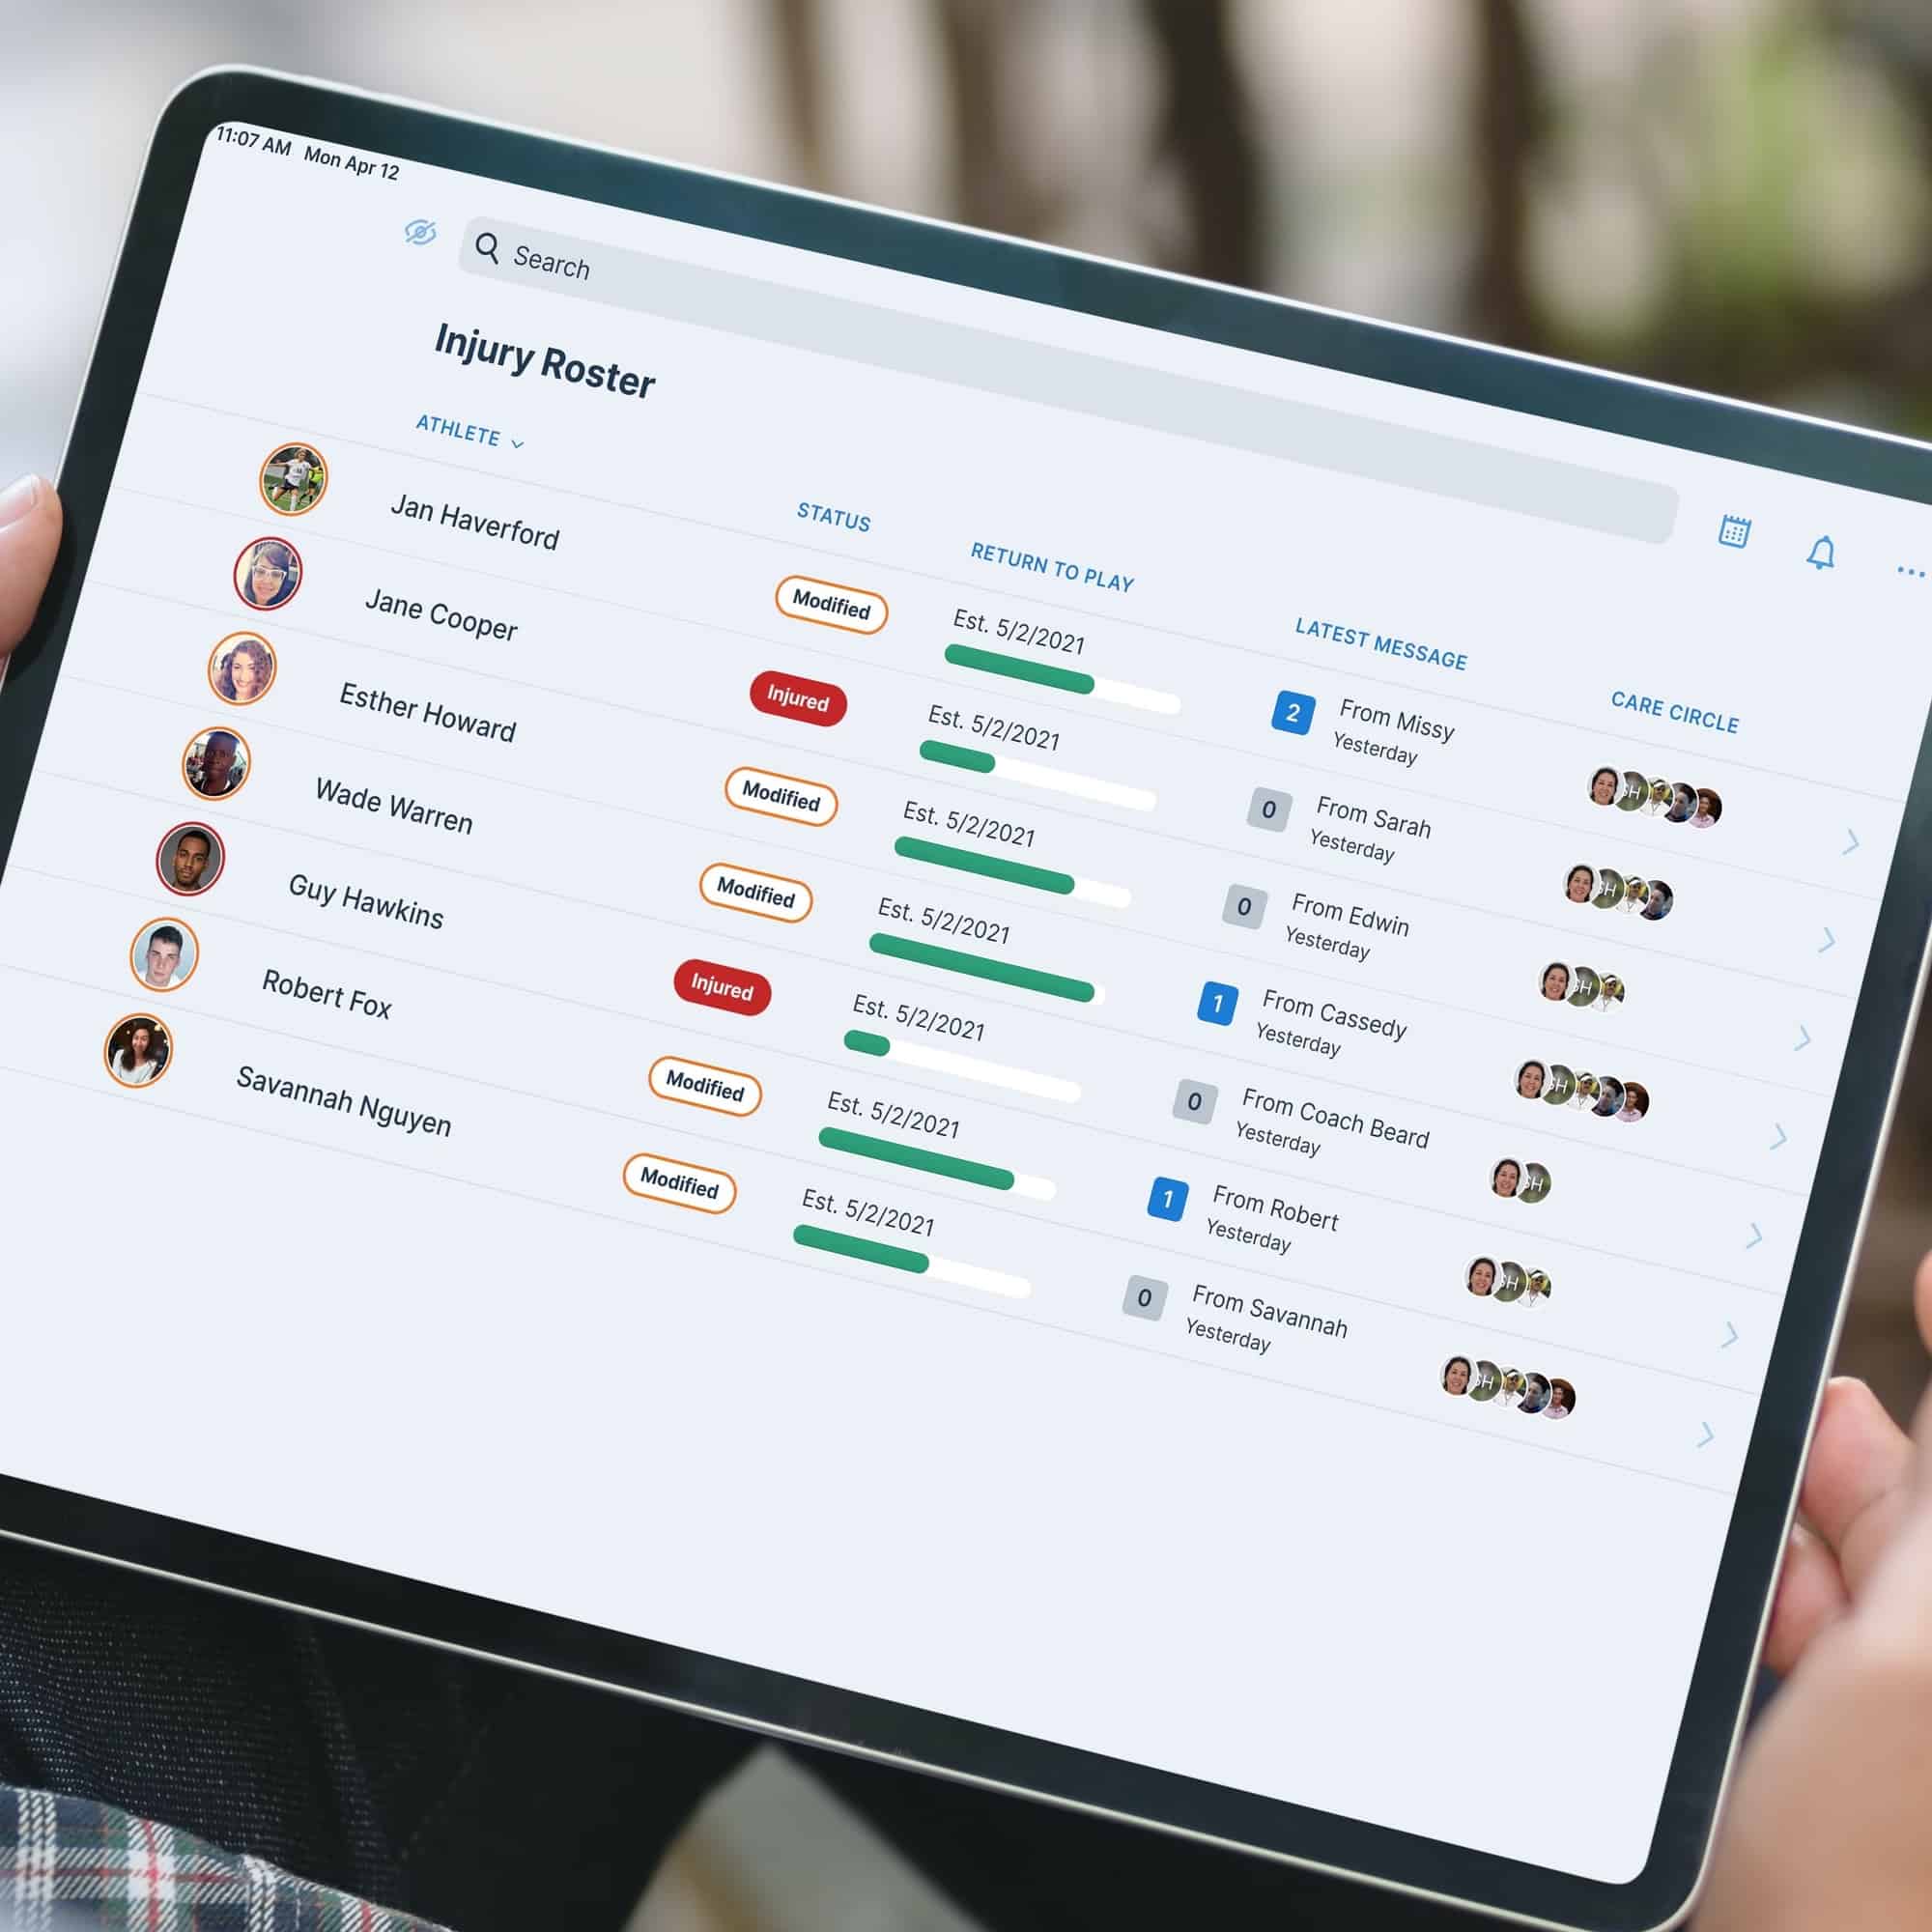 11:07 AM Mon Apr 12
Search
Injury Roster
ATHLETE STATUS RETURN TO PLAY LATEST MESSAGE CARE CIRCLE
Jan Haverford Modified Est. 5/2/2021 2 From Missy
Yesterday
SH
Jane Cooper Injured Est. 5/2/2021 0 From Sarah
Yesterday
SH
Esther Howard Modified Est. 5/2/2021 0 From Edwin
Yesterday
SH
Wade Warren Modified Est. 5/2/2021 1 From Cassedy
Yesterday
SH
Guy Hawkins Injured Est. 5/2/2021 0 From Coach Beard
Yesterday
SH
Robert Fox Modified Est. 5/2/2021 1 From Robert
Yesterday
SH
Savannah Nguyen Modified Est. 5/2/2021 0 From Savannah
Yesterday
SH